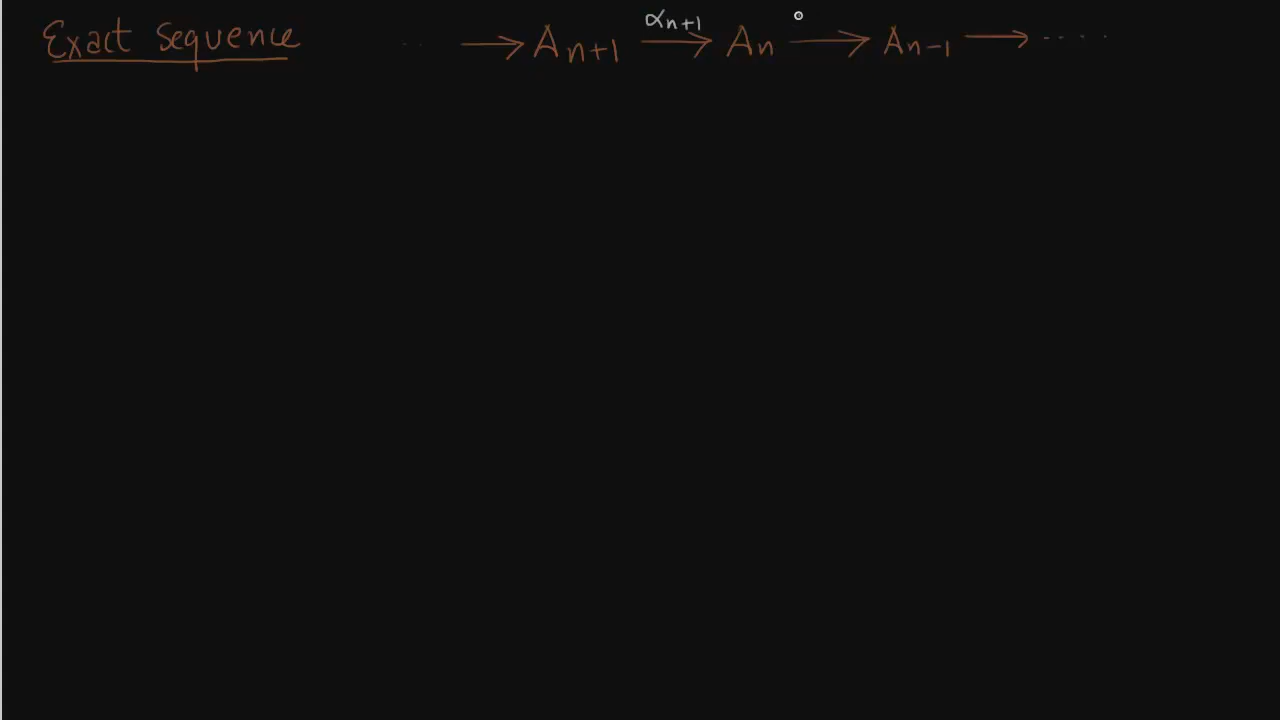 Exact Sequence ·· → Aₙ₊₁ —αₙ₊₁→ Aₙ → Aₙ₋₁ → ·····